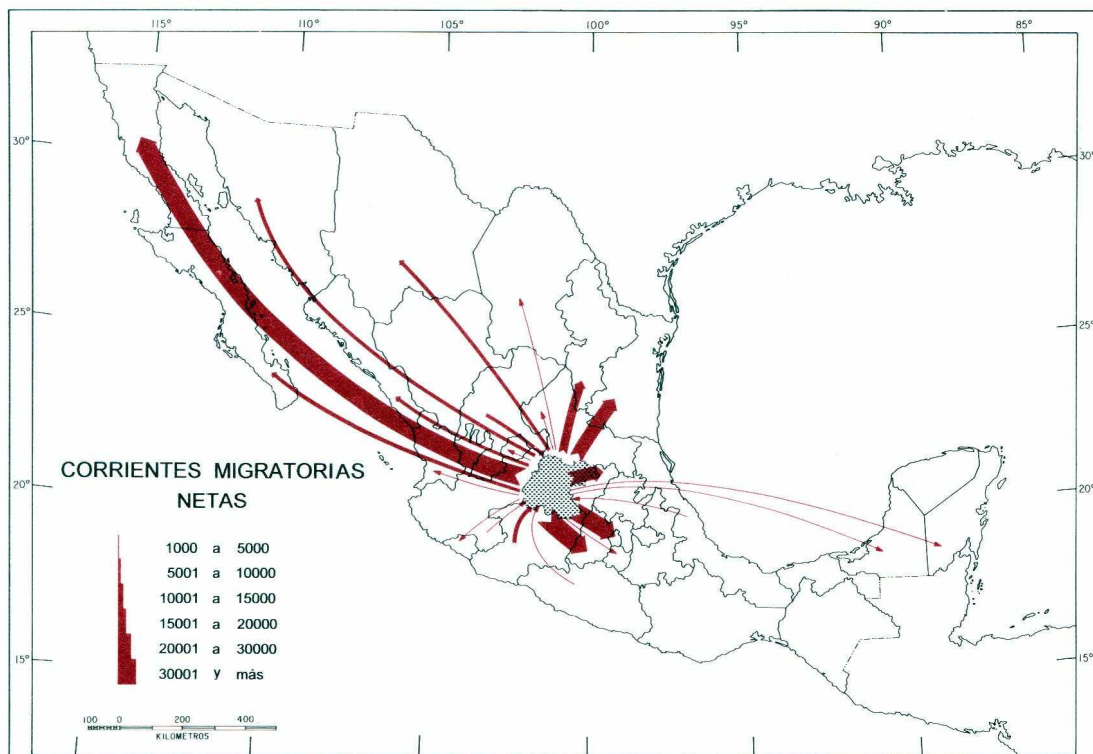 115° 110° 105° 100° 95° 90° 85°
30° 30°
25° 25°
20° 20°
15° 15°
CORRIENTES MIGRATORIAS
NETAS
1000 a 5000
5001 a 10000
10001 a 15000
15001 a 20000
20001 a 30000
30001 y más
100 0 200 400
KILOMETROS